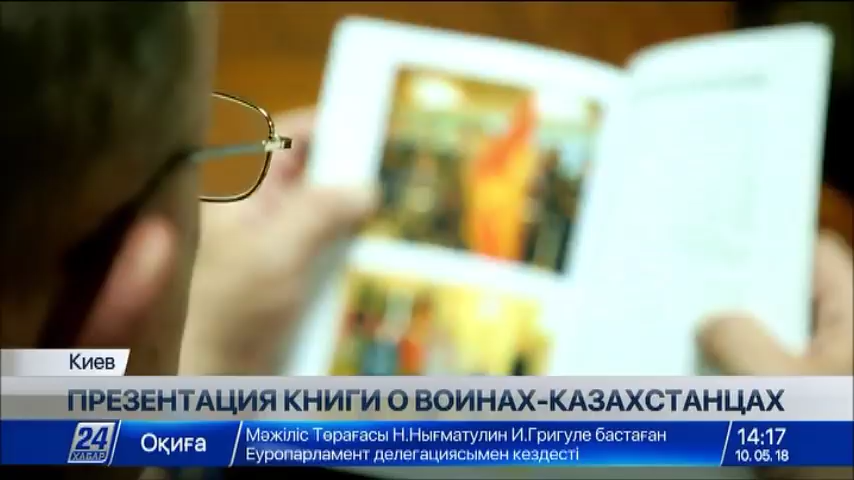 Киев
ПРЕЗЕНТАЦИЯ КНИГИ О ВОИНАХ-КАЗАХСТАНЦАХ
24
ХАБАР
Оқиға
Мәжіліс Төрағасы Н.Нығматулин И.Григуле бастаған
Еуропарламент делегациясымен кездесті
14:17
10.05.18